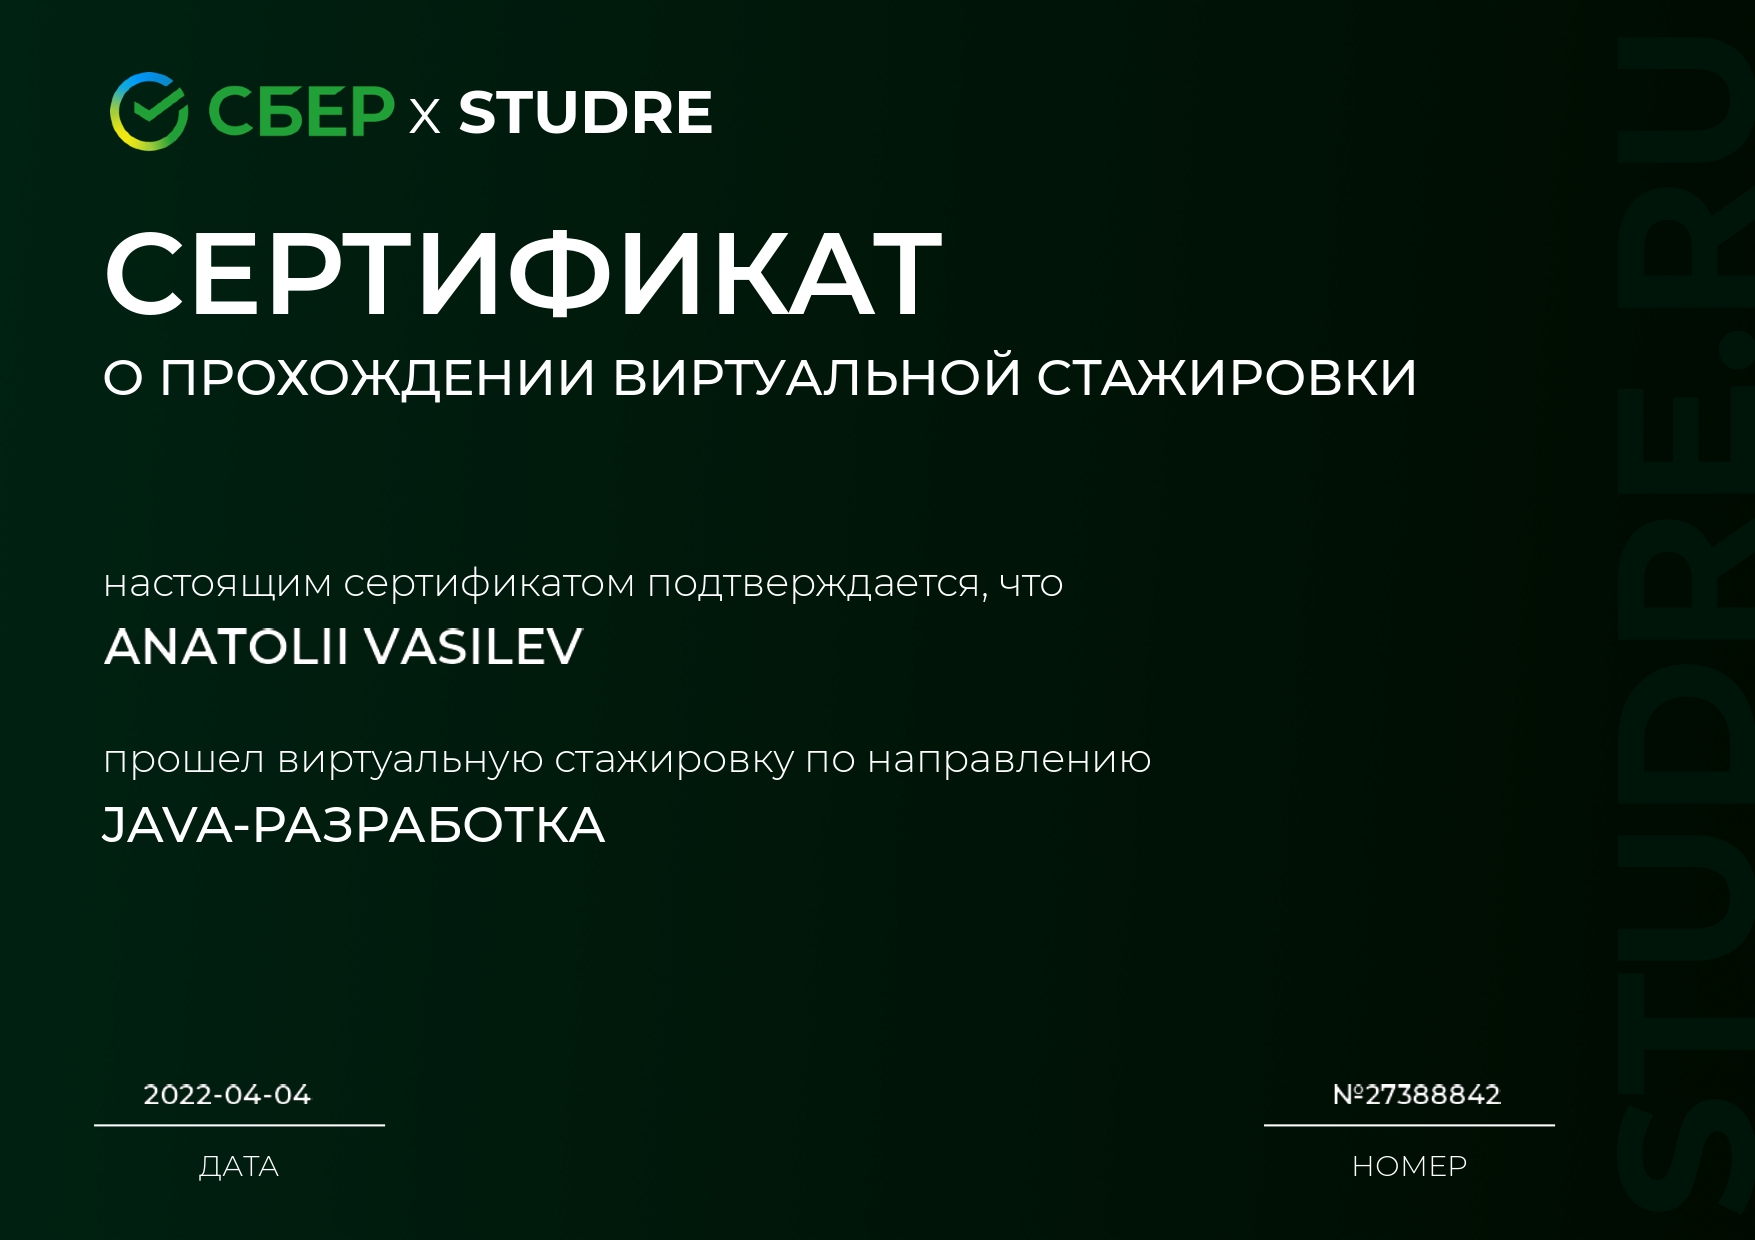 СБЕР X STUDRE
СЕРТИФИКАТ
О ПРОХОЖДЕНИИ ВИРТУАЛЬНОЙ СТАЖИРОВКИ
настоящим сертификатом подтверждается, что
ANATOLII VASILEV
прошел виртуальную стажировку по направлению
JAVA-РАЗРАБОТКА
2022-04-04
ДАТА
№27388842
НОМЕР
STUDRE.RU